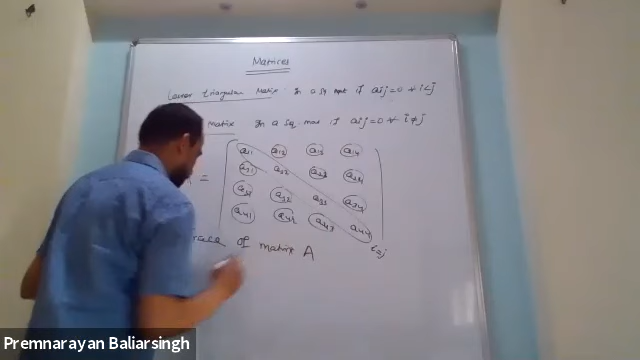 Matrices
Lower triangular Matrix In a sq mat if aij=0 ∀ i<j
Matrix In a sq. mat if aij=0 ∀ i≠j
= a11 a12 a13 a14
a21 a22 a23 a24
a31 a32 a33 a34
a41 a42 a43 a44
i=j
of matrix A
Premnarayan Baliarsingh